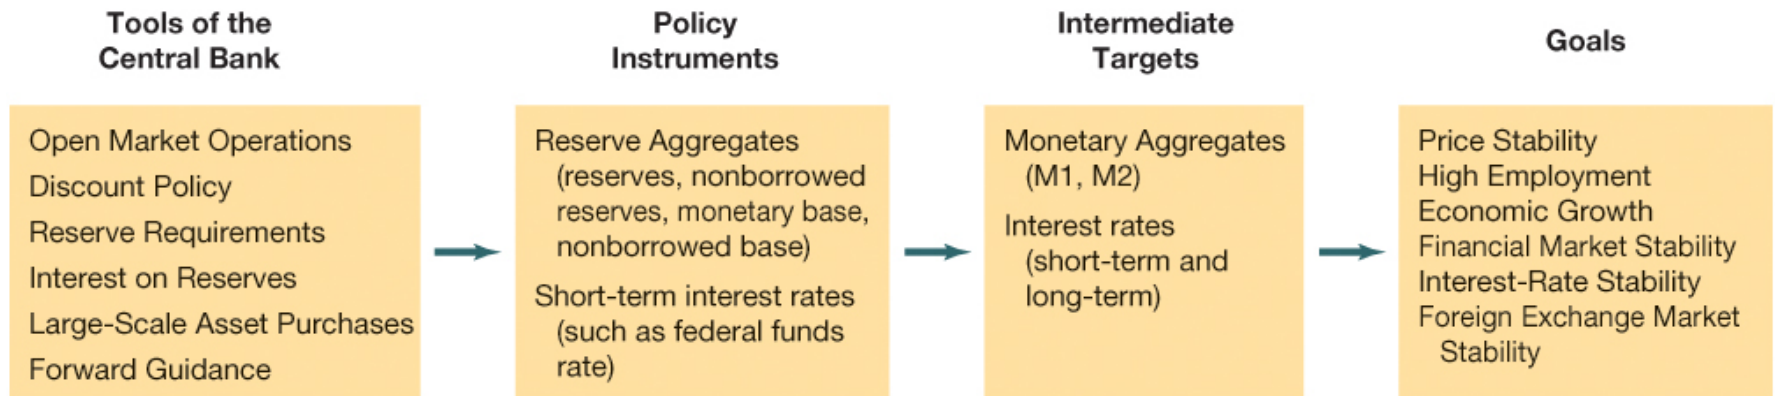 Tools of the
Central Bank
Open Market Operations
Discount Policy
Reserve Requirements
Interest on Reserves
Large-Scale Asset Purchases
Forward Guidance
Policy
Instruments
Reserve Aggregates
(reserves, nonborrowed
reserves, monetary base,
nonborrowed base)
Short-term interest rates
(such as federal funds
rate)
Intermediate
Targets
Monetary Aggregates
(M1, M2)
Interest rates
(short-term and
long-term)
Goals
Price Stability
High Employment
Economic Growth
Financial Market Stability
Interest-Rate Stability
Foreign Exchange Market
Stability